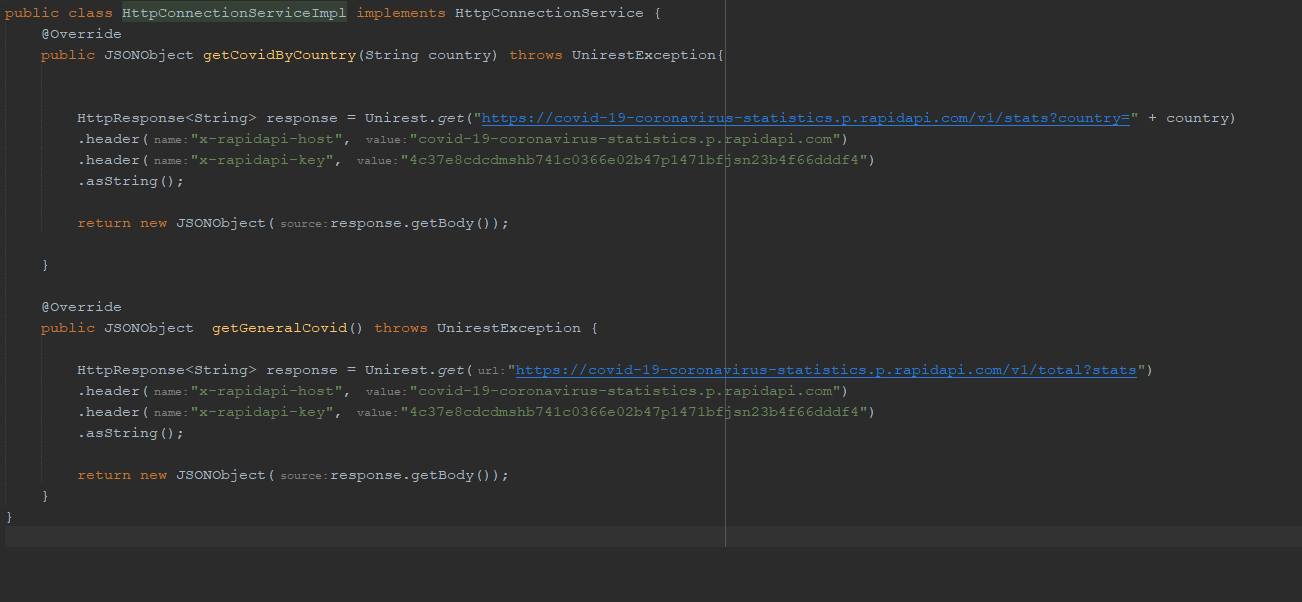 public class HttpConnectionServiceImpl implements HttpConnectionService {
@Override
public JSONObject getCovidByCountry(String country) throws UnirestException{
HttpResponse<String> response = Unirest.get("https://covid-19-coronavirus-statistics.p.rapidapi.com/v1/stats?country=" + country)
.header( name: "x-rapidapi-host", value: "covid-19-coronavirus-statistics.p.rapidapi.com")
.header( name: "x-rapidapi-key", value: "4c37e8cdcdmshb741c0366e02b47p1471bfjsn23b4f66dddf4")
.asString();
return new JSONObject( source: response.getBody());
}
@Override
public JSONObject  getGeneralCovid() throws UnirestException {
HttpResponse<String> response = Unirest.get( url: "https://covid-19-coronavirus-statistics.p.rapidapi.com/v1/total?stats")
.header( name: "x-rapidapi-host", value: "covid-19-coronavirus-statistics.p.rapidapi.com")
.header( name: "x-rapidapi-key", value: "4c37e8cdcdmshb741c0366e02b47p1471bfjsn23b4f66dddf4")
.asString();
return new JSONObject( source: response.getBody());
}
}